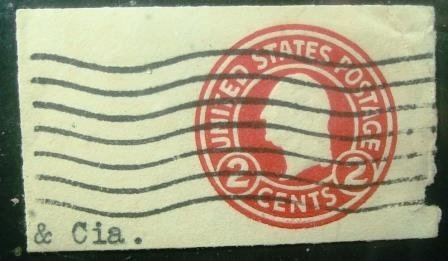 UNITED STATES POSTAGE
2 CENTS 2
& Cia.